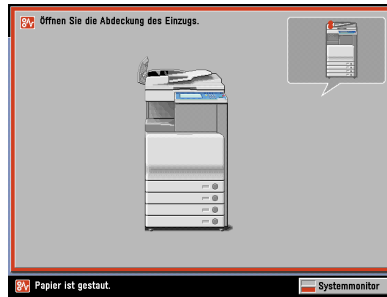 Öffnen Sie die Abdeckung des Einzugs.
Papier ist gestaut.
Systemmonitor